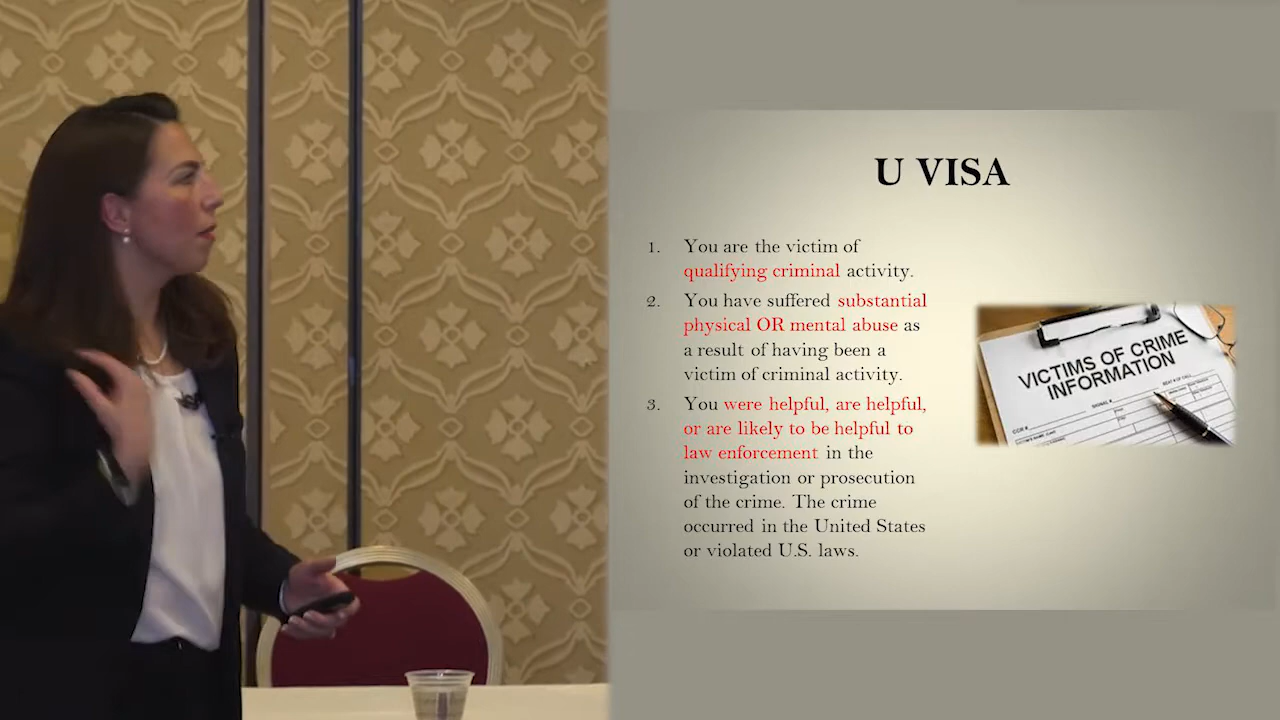 U VISA
1. You are the victim of
qualifying criminal activity.
2. You have suffered substantial
physical OR mental abuse as
a result of having been a
victim of criminal activity.
3. You were helpful, are helpful,
or are likely to be helpful to
law enforcement in the
investigation or prosecution
of the crime. The crime
occurred in the United States
or violated U.S. laws.
VICTIMS OF CRIME
INFORMATION